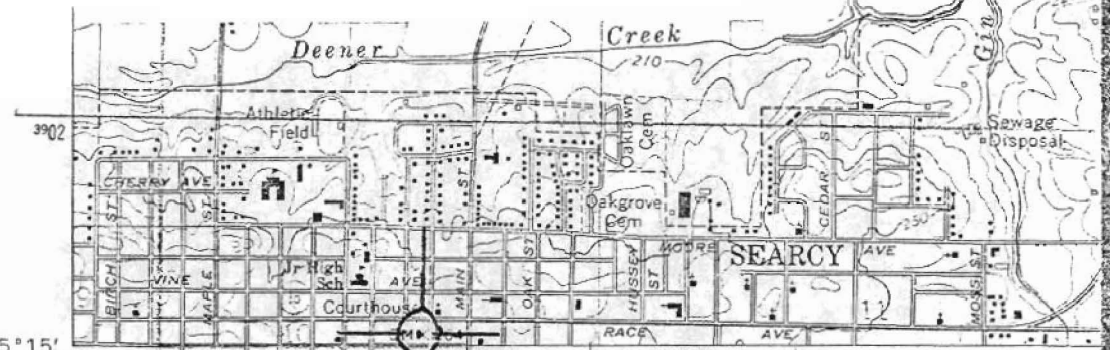 Deener Creek
Gin
210
3902
Athletic
Field
Oaklawn
Cem
Sewage
Disposal
CHERRY AVE
ST
ST
ST
CEDAR ST
Oakgrove
Cem
250
MOORE AVE
SEARCY
BIRCH ST
VINE AVE
MAPLE
Jr High
Sch
MAIN
OAK ST
HUSSEY
ST
MOSS ST
Courthouse
RACE AVE
5°15'